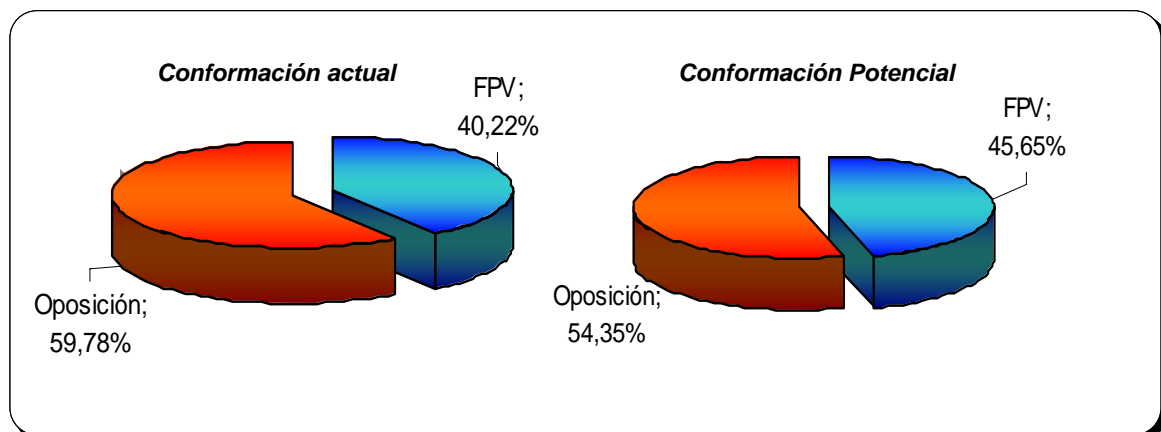 Conformación actual
FPV;
40,22%
Oposición;
59,78%
Conformación Potencial
FPV;
45,65%
Oposición;
54,35%